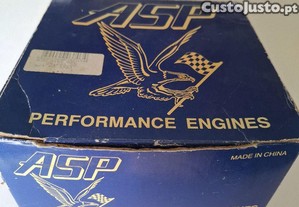 CustoJusto.pt
ASP
PERFORMANCE ENGINES
ASP
MADE IN CHINA